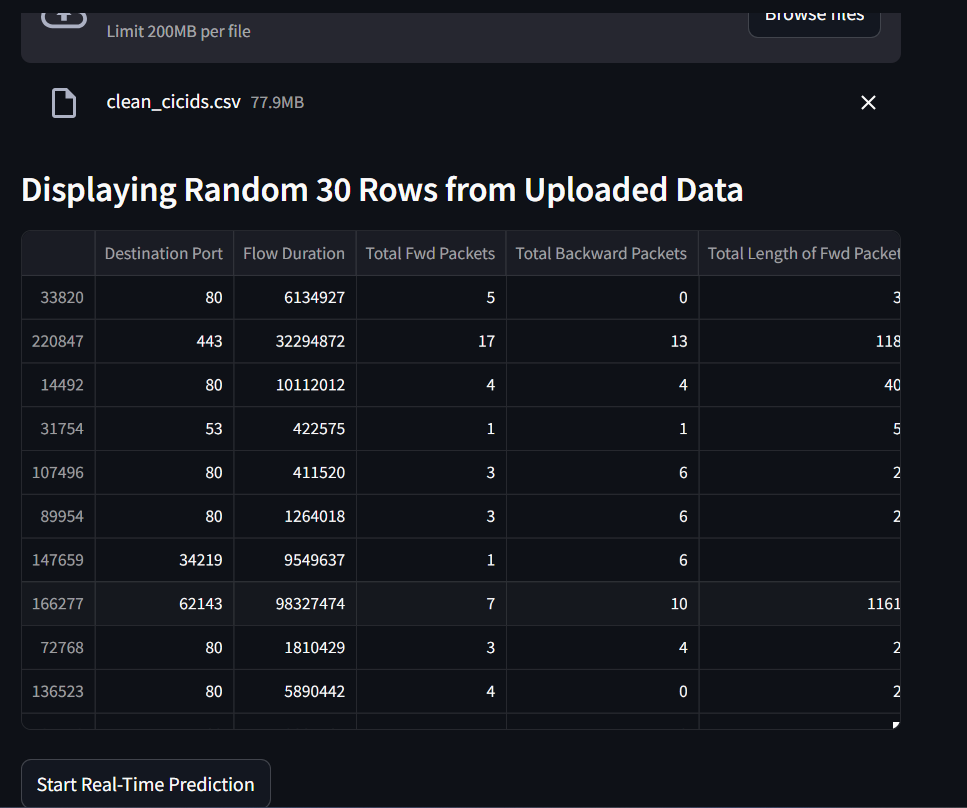 Limit 200MB per file
Browse files
clean_cicids.csv 77.9MB
Displaying Random 30 Rows from Uploaded Data
Destination Port Flow Duration Total Fwd Packets Total Backward Packets Total Length of Fwd Packet
33820 80 6134927 5 0 3
220847 443 32294872 17 13 118
14492 80 10112012 4 4 40
31754 53 422575 1 1 5
107496 80 411520 3 6 2
89954 80 1264018 3 6 2
147659 34219 9549637 1 6
166277 62143 98327474 7 10 1161
72768 80 1810429 3 4 2
136523 80 5890442 4 0 2
Start Real-Time Prediction